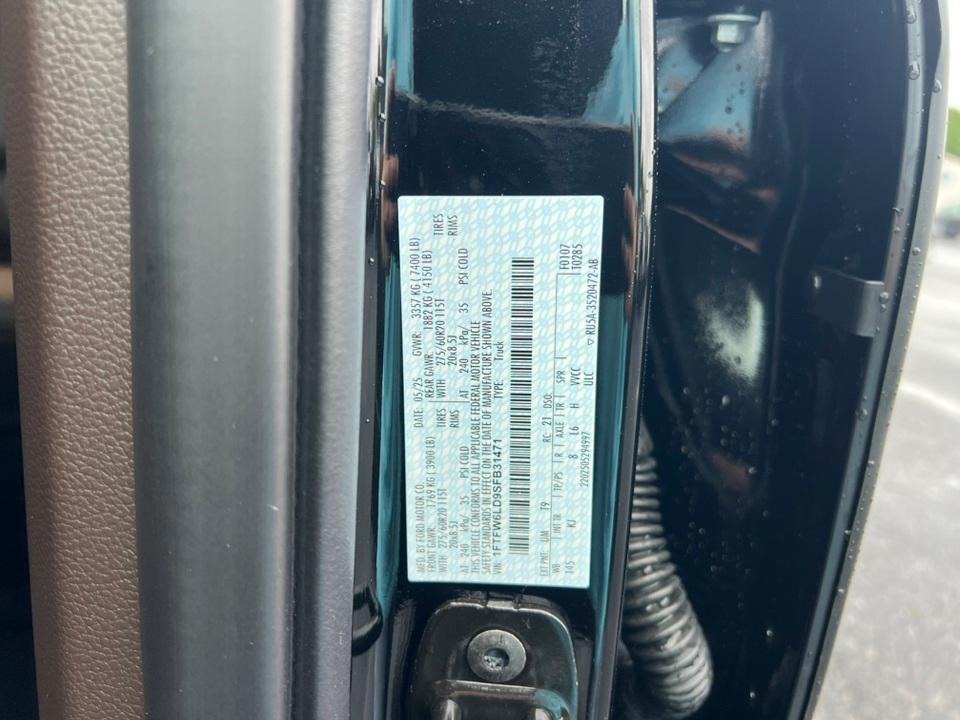 MFD. BY FORD MOTOR CO. DATE: 05/25 GVWR: 3357 KG ( 7400 LB)
FRONT GAWR: 1769 KG ( 3900 LB) REAR GAWR: 1882 KG ( 4150 LB)
WITH 275/60R20 115T TIRES WITH 275/60R20 115T TIRES
20x8.5J RIMS 20x8.5J RIMS
AT 240 kPa/ 35 PSI COLD AT 240 kPa/ 35 PSI COLD
THIS VEHICLE CONFORMS TO ALL APPLICABLE FEDERAL MOTOR VEHICLE
SAFETY STANDARDS IN EFFECT ON THE DATE OF MANUFACTURE SHOWN ABOVE.
VIN: 1FTFW6LD9SFB31471 TYPE: Truck
F0107
EXT PNT: UAM T9 RC: 21 DSO: T0285
WB INT TR TP/PS R AXLE TR SPR
145 KJ 8 L6 H VVCC
▽ RU5A-3520472-AB
2202505294997 ULC